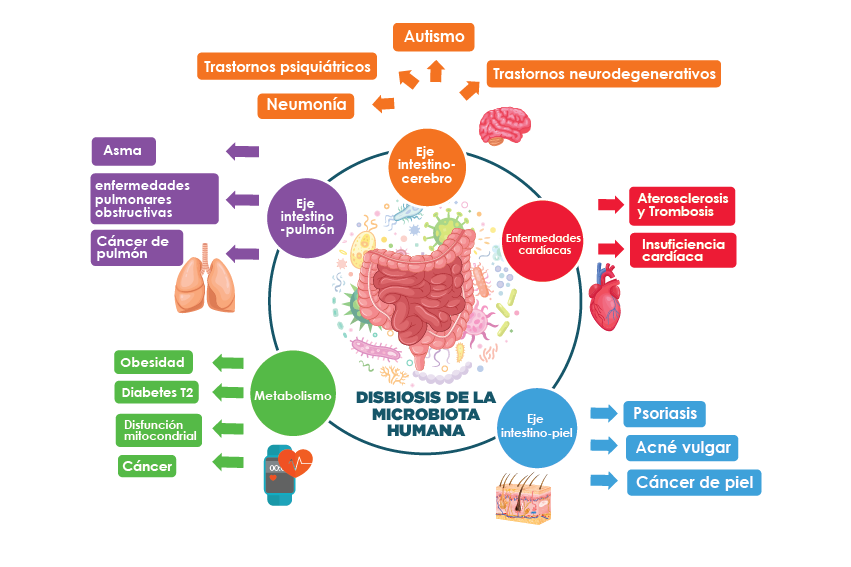 Autismo
Trastornos psiquiátricos
Trastornos neurodegenerativos
Neumonía
Eje
intestino-
cerebro
Asma
enfermedades
pulmonares
obstructivas
Cáncer de
pulmón
Eje
intestino
-pulmón
Enfermedades
cardíacas
Aterosclerosis
y Trombosis
Insuficiencia
cardíaca
Obesidad
Diabetes T2
Disfunción
mitocondrial
Cáncer
Metabolismo
DISBIOSIS DE LA
MICROBIOTA
HUMANA
Eje
intestino-piel
Psoriasis
Acné vulgar
Cáncer de piel